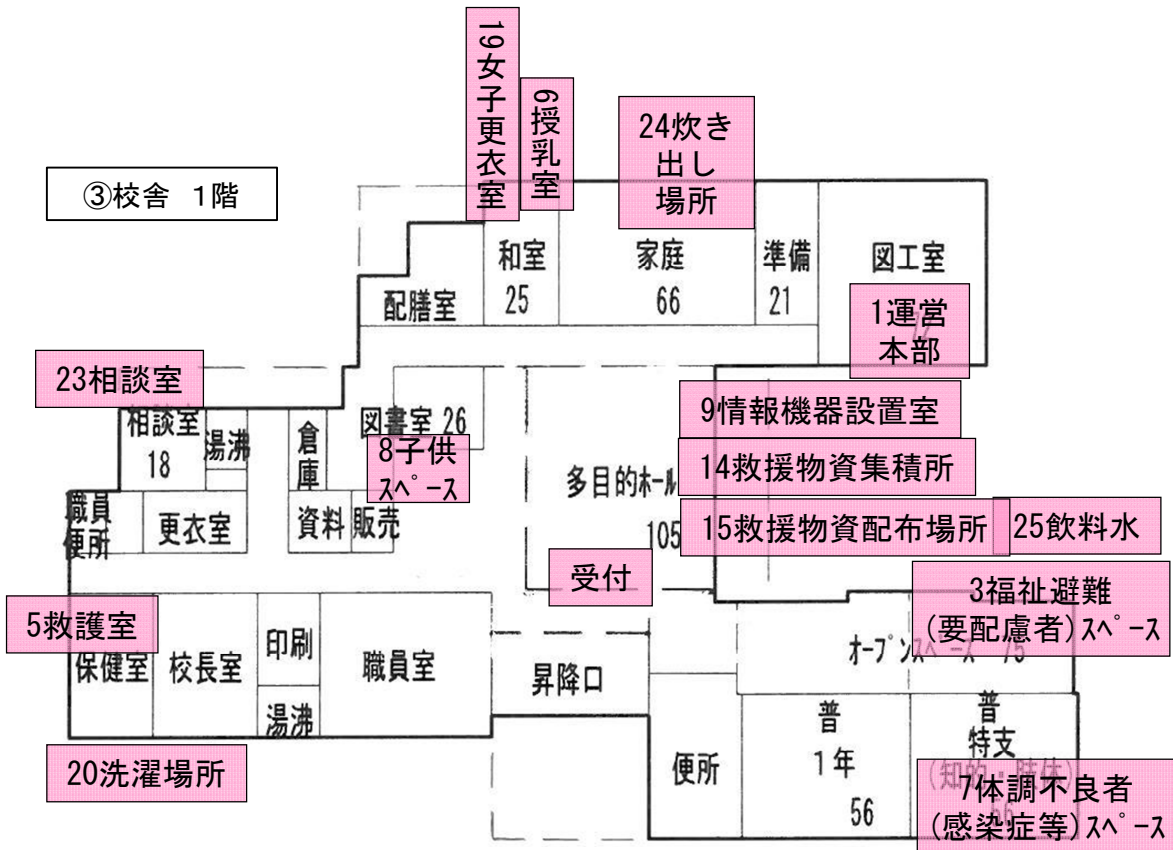 19女子更衣室
6授乳室
24炊き
出し
場所
③校舎 1階
和室
25
家庭
66
準備
21
図工室
配膳室
1運営
本部
23相談室
相談室
18
湯沸
倉
庫
図書室 26
8子供
ｽﾍﾟｰｽ
多目的ﾎｰﾙ
105
9情報機器設置室
14救援物資集積所
15救援物資配布場所
25飲料水
職員
便所
更衣室
資料
販売
受付
3福祉避難
(要配慮者)ｽﾍﾟｰｽ
5救護室
保健室
校長室
印刷
湯沸
職員室
昇降口
ｵｰﾌﾟﾝｽﾍﾟｰｽ 75
便所
普
1年
56
普
特支
(知的・肢体)
56
7体調不良者
(感染症等)ｽﾍﾟｰｽ
20洗濯場所